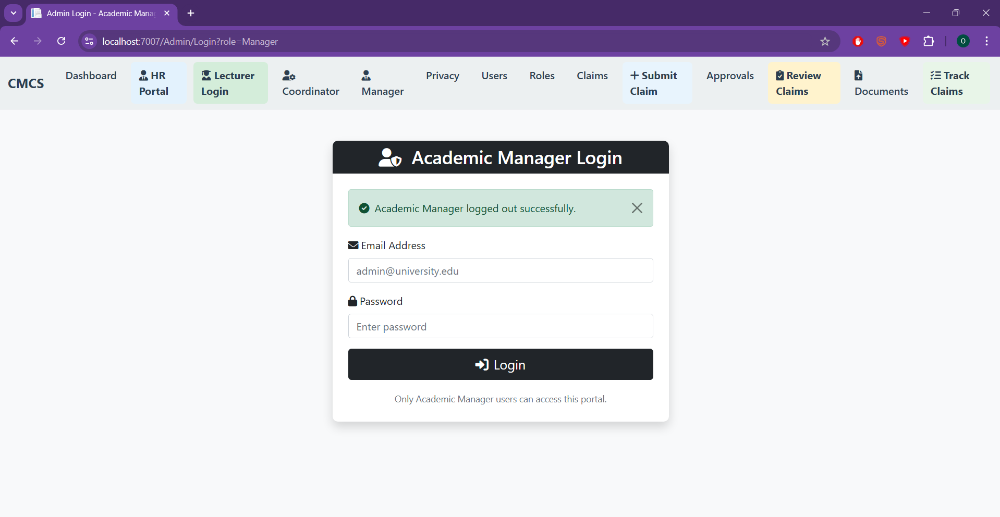 Admin Login - Academic Mana
localhost:7007/Admin/Login?role=Manager
O
CMCS
Dashboard
HR Portal
Lecturer Login
Coordinator
Manager
Privacy
Users
Roles
Claims
+ Submit Claim
Approvals
Review Claims
Documents
Track Claims
Academic Manager Login
Academic Manager logged out successfully.
Email Address
admin@university.edu
Password
Enter password
Login
Only Academic Manager users can access this portal.